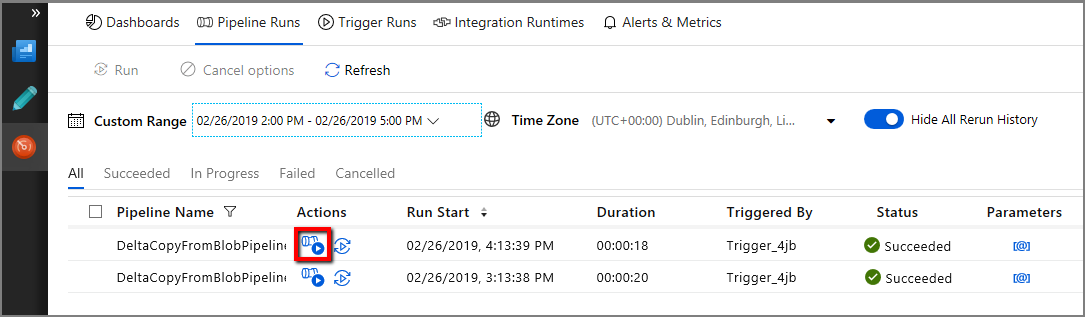 »
Dashboards Pipeline Runs Trigger Runs Integration Runtimes Alerts & Metrics
Run Cancel options Refresh
Custom Range 02/26/2019 2:00 PM - 02/26/2019 5:00 PM Time Zone (UTC+00:00) Dublin, Edinburgh, Li... Hide All Rerun History
All Succeeded In Progress Failed Cancelled
Pipeline Name Actions Run Start Duration Triggered By Status Parameters
DeltaCopyFromBlobPipeline 02/26/2019, 4:13:39 PM 00:00:18 Trigger_4jb Succeeded [@]
DeltaCopyFromBlobPipeline 02/26/2019, 3:13:38 PM 00:00:20 Trigger_4jb Succeeded [@]